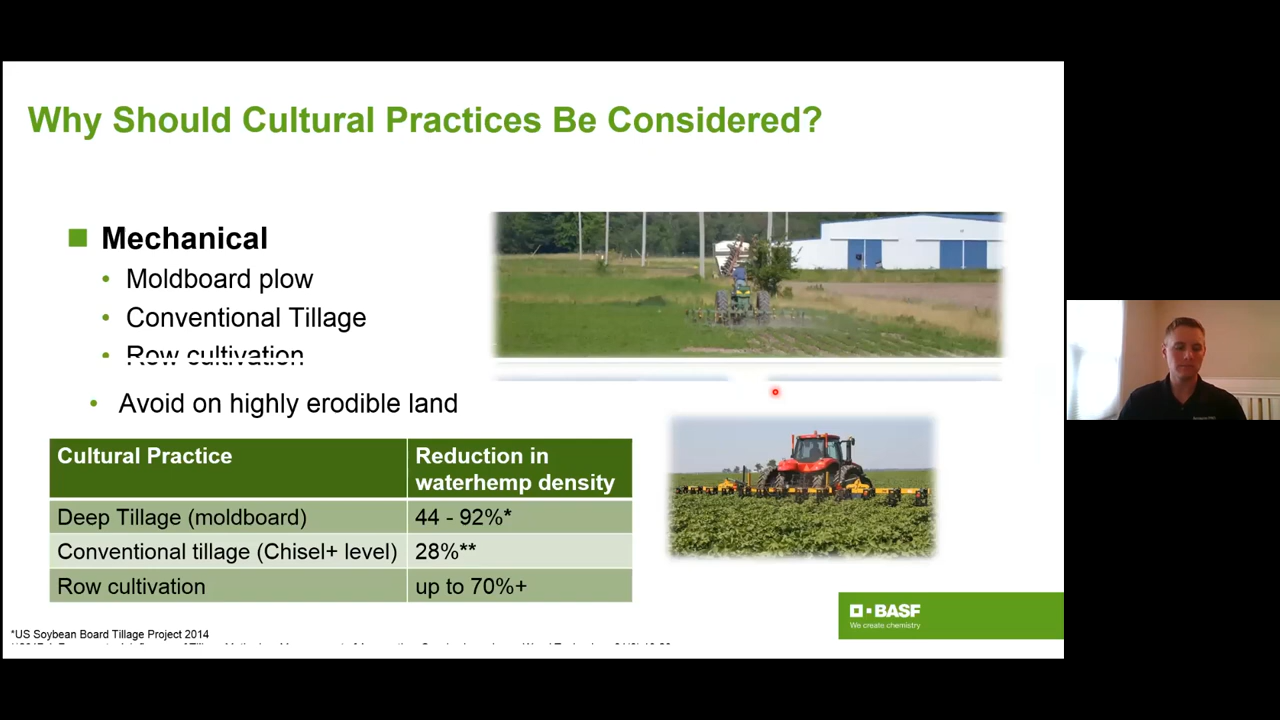 Why Should Cultural Practices Be Considered?
Mechanical
Moldboard plow
Conventional Tillage
Row cultivation
Avoid on highly erodible land
Cultural Practice
Reduction in
waterhemp density
Deep Tillage (moldboard)
44 - 92%*
Conventional tillage (Chisel+ level)
28%**
Row cultivation
up to 70%+
*US Soybean Board Tillage Project 2014
BASF
We create chemistry